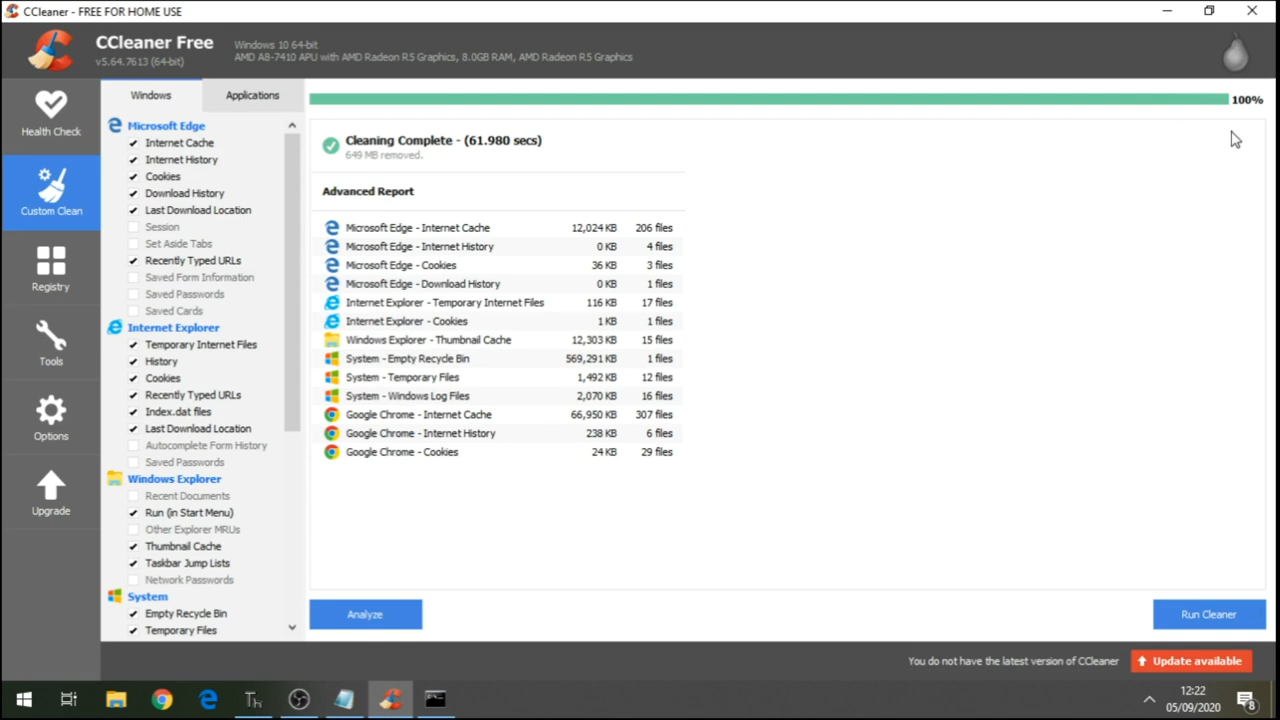 CCleaner - FREE FOR HOME USE
CCleaner Free
v5.64.7613 (64-bit)
Windows 10 64-bit
AMD A8-7410 APU with AMD Radeon R5 Graphics, 8.0GB RAM, AMD Radeon R5 Graphics
Health Check
Custom Clean
Registry
Tools
Options
Upgrade
Windows
Applications
Microsoft Edge
Internet Cache
Internet History
Cookies
Download History
Last Download Location
Session
Set Aside Tabs
Recently Typed URLs
Saved Form Information
Saved Passwords
Saved Cards
Internet Explorer
Temporary Internet Files
History
Cookies
Recently Typed URLs
Index.dat files
Last Download Location
Autocomplete Form History
Saved Passwords
Windows Explorer
Recent Documents
Run (in Start Menu)
Other Explorer MRUs
Thumbnail Cache
Taskbar Jump Lists
Network Passwords
System
Empty Recycle Bin
Temporary Files
100%
Cleaning Complete - (61.980 secs)
649 MB removed.
Advanced Report
Microsoft Edge - Internet Cache 12,024 KB 206 files
Microsoft Edge - Internet History 0 KB 4 files
Microsoft Edge - Cookies 36 KB 3 files
Microsoft Edge - Download History 0 KB 1 files
Internet Explorer - Temporary Internet Files 116 KB 17 files
Internet Explorer - Cookies 1 KB 1 files
Windows Explorer - Thumbnail Cache 12,303 KB 15 files
System - Empty Recycle Bin 569,291 KB 1 files
System - Temporary Files 1,492 KB 12 files
System - Windows Log Files 2,070 KB 16 files
Google Chrome - Internet Cache 66,950 KB 307 files
Google Chrome - Internet History 238 KB 6 files
Google Chrome - Cookies 24 KB 29 files
Analyze
Run Cleaner
You do not have the latest version of CCleaner
Update available
Th
12:22
05/09/2020
8